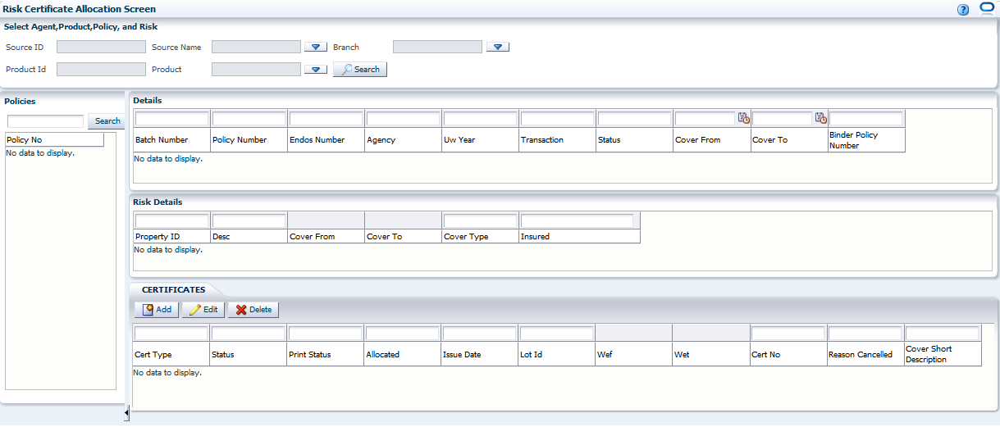 Risk Certificate Allocation Screen
Select Agent,Product,Policy, and Risk
Source ID Source Name Branch
Product Id Product Search
Policies
Search
Policy No
No data to display.
Details
Batch Number Policy Number Endos Number Agency Uw Year Transaction Status Cover From Cover To Binder Policy Number
No data to display.
Risk Details
Property ID Desc Cover From Cover To Cover Type Insured
No data to display.
CERTIFICATES
Add Edit Delete
Cert Type Status Print Status Allocated Issue Date Lot Id Wef Wet Cert No Reason Cancelled Cover Short Description
No data to display.